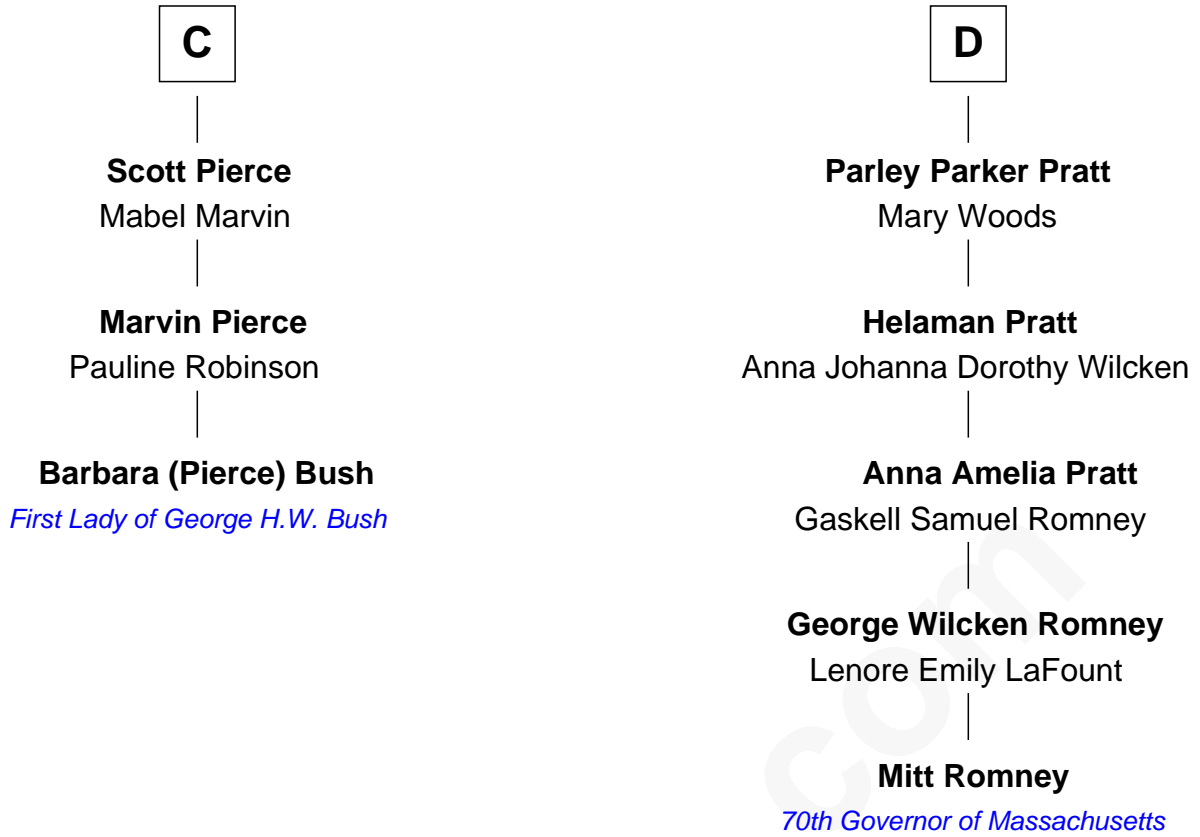 C
Scott Pierce
Mabel Marvin
Marvin Pierce
Pauline Robinson
Barbara (Pierce) Bush
First Lady of George H.W. Bush
D
Parley Parker Pratt
Mary Woods
Helaman Pratt
Anna Johanna Dorothy Wilcken
Anna Amelia Pratt
Gaskell Samuel Romney
George Wilcken Romney
Lenore Emily LaFount
Mitt Romney
70th Governor of Massachusetts
com